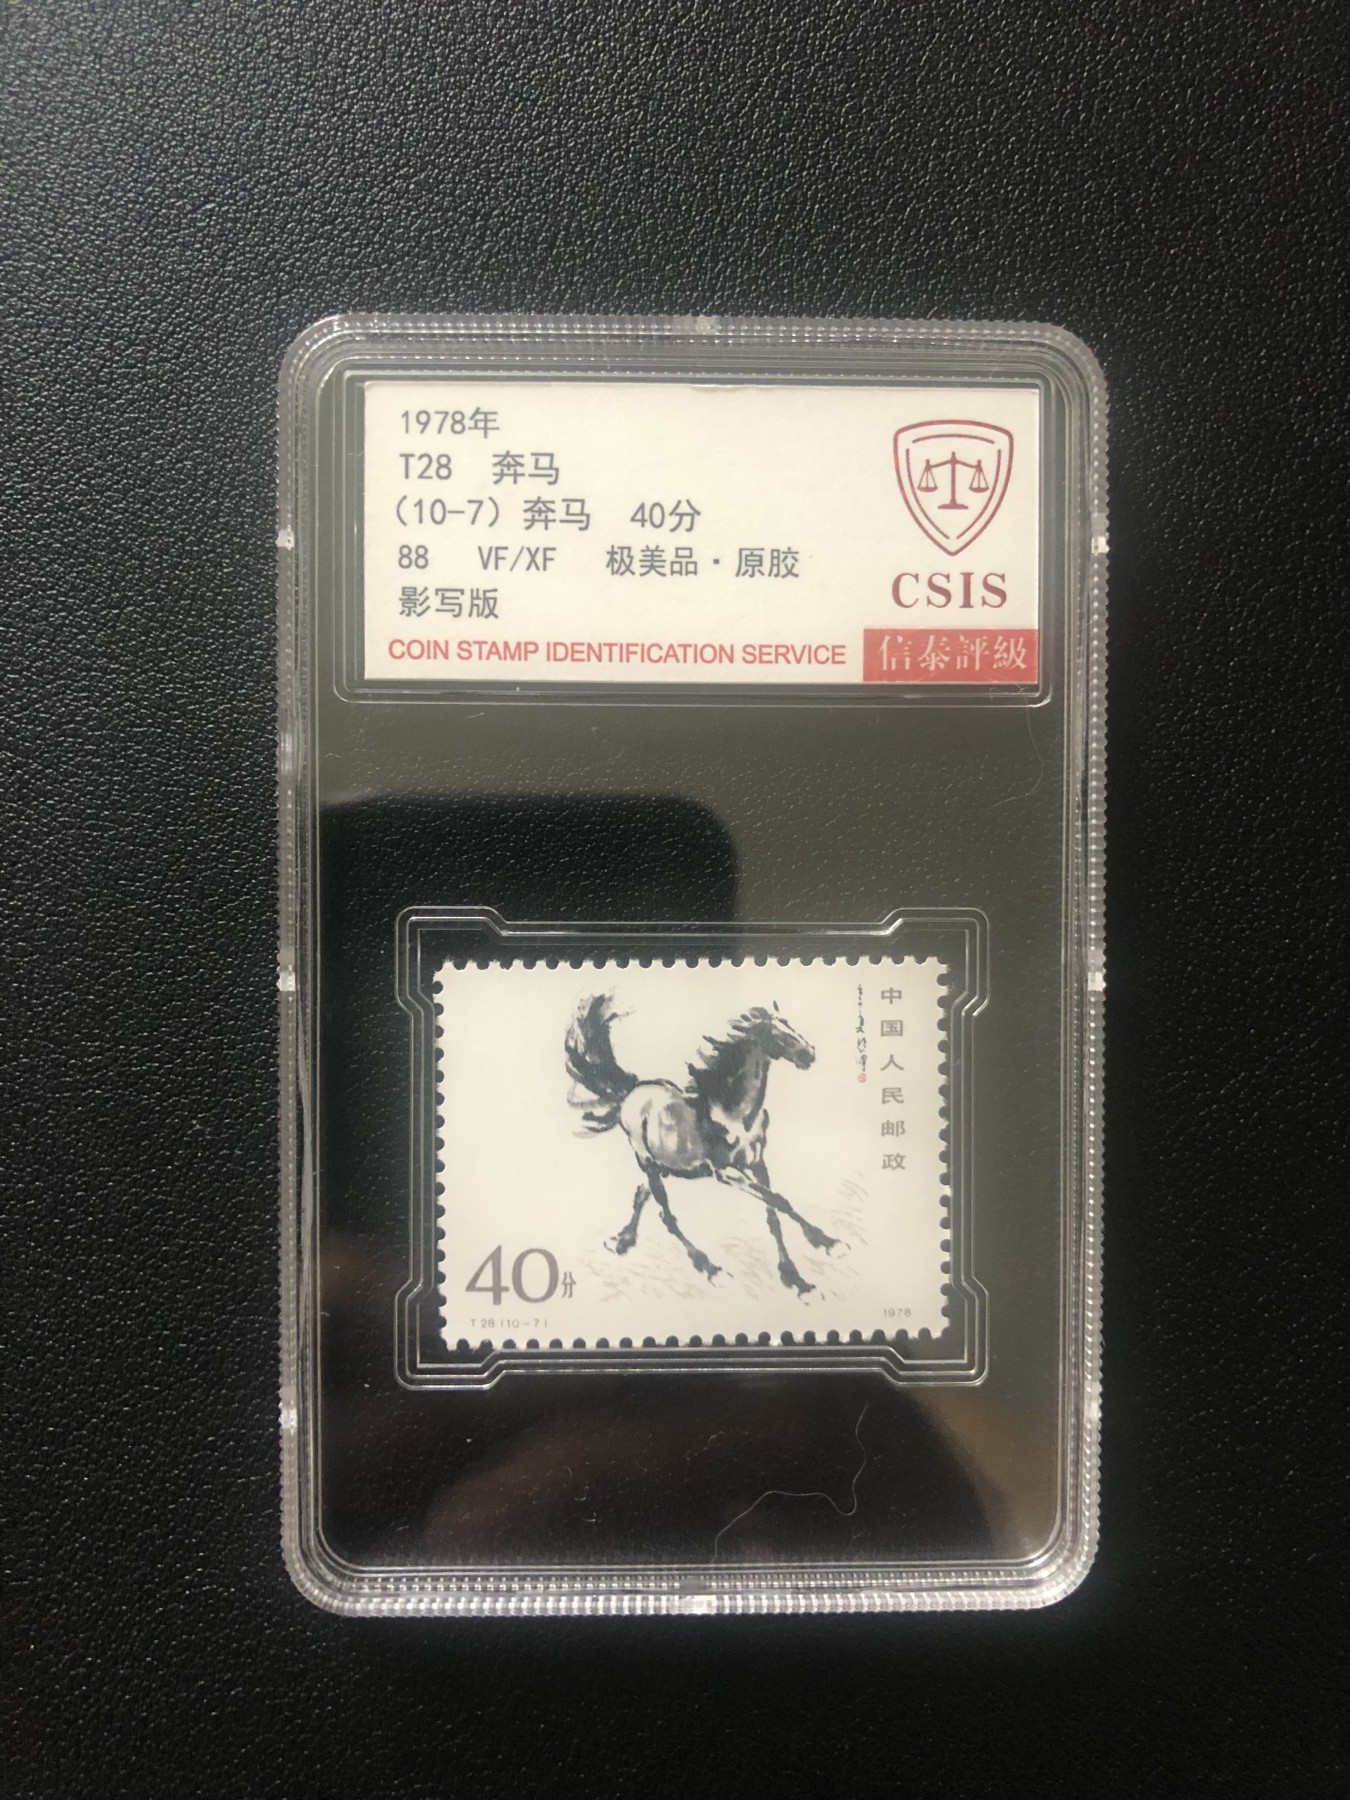 1978年
T28 奔马
(10-7) 奔马 40分
88 VF/XF 极美品·原胶
影写版
COIN STAMP IDENTIFICATION SERVICE
CSIS
信泰評級
中国人民邮政
40分
T 28 (10-7)
1978